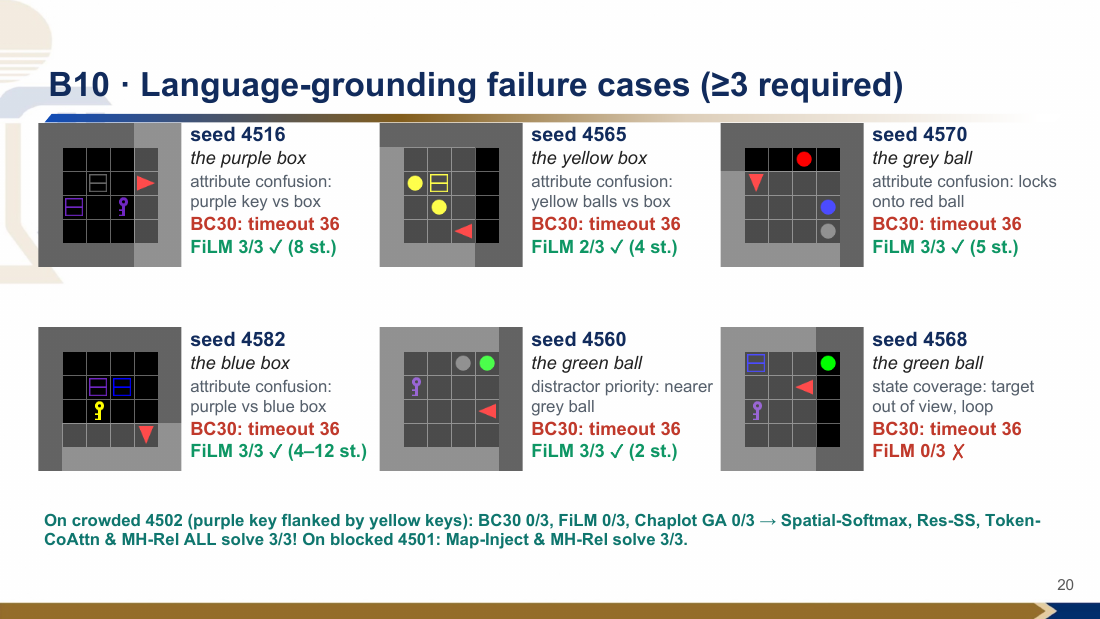 B10 · Language-grounding failure cases (≥3 required)
seed 4516
the purple box
attribute confusion:
purple key vs box
BC30: timeout 36
FiLM 3/3 ✓ (8 st.)
seed 4565
the yellow box
attribute confusion:
yellow balls vs box
BC30: timeout 36
FiLM 2/3 ✓ (4 st.)
seed 4570
the grey ball
attribute confusion: locks
onto red ball
BC30: timeout 36
FiLM 3/3 ✓ (5 st.)
seed 4582
the blue box
attribute confusion:
purple vs blue box
BC30: timeout 36
FiLM 3/3 ✓ (4–12 st.)
seed 4560
the green ball
distractor priority: nearer
grey ball
BC30: timeout 36
FiLM 3/3 ✓ (2 st.)
seed 4568
the green ball
state coverage: target
out of view, loop
BC30: timeout 36
FiLM 0/3 ✗
On crowded 4502 (purple key flanked by yellow keys): BC30 0/3, FiLM 0/3, Chaplot GA 0/3 → Spatial-Softmax, Res-SS, Token-
CoAttn & MH-Rel ALL solve 3/3! On blocked 4501: Map-Inject & MH-Rel solve 3/3.
20